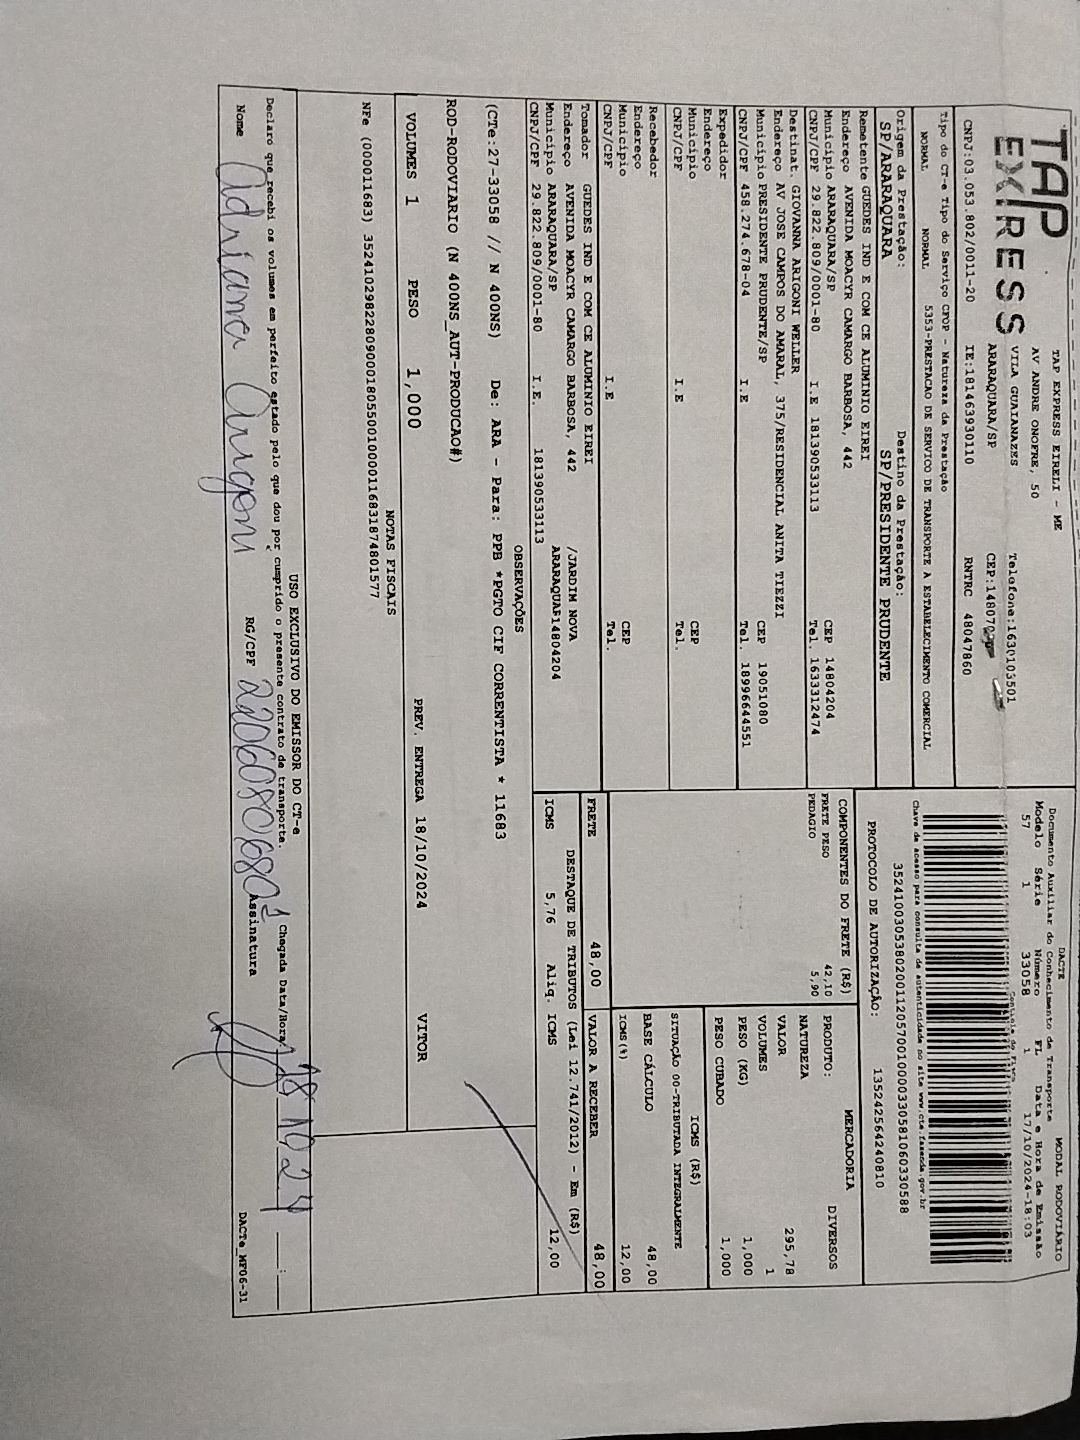 TAP
EXPRESS
TAP EXPRESS EIRELI - ME
AV ANDRE ONOFRE, 50
VILA GUAIANAZES Telefone:1630103501
ARARAQUARA/SP CEP:14807
CNPJ:03.053.802/0011-20 IE:181463930110 RNTRC 48047860
DACTE MODAL RODOVIÁRIO
Documento Auxiliar do Conhecimento de Transporte
Modelo Série Número FL Data e Hora de Emissão
57 1 33058 1 17/10/2024-18:03
Controle do Fisco
Chave de acesso para consulta de autenticidade no site www.cte.fazenda.gov.br
35241003053802001120570010000330581060330588
PROTOCOLO DE AUTORIZAÇÃO: 135242564240810
Tipo do CT-e Tipo do Serviço CFOP - Natureza da Prestação
NORMAL NORMAL 5353-PRESTACAO DE SERVICO DE TRANSPORTE A ESTABELECIMENTO COMERCIAL
Origem da Prestação: Destino da Prestação:
SP/ARARAQUARA SP/PRESIDENTE PRUDENTE
Remetente GUEDES IND E COM CE ALUMINIO EIREI
Endereço AVENIDA MOACYR CAMARGO BARBOSA, 442
Município ARARAQUARA/SP CEP 14804204
CNPJ/CPF 29.822.809/0001-80 I.E 181390533113 Tel. 1633312474
Destinat. GIOVANNA ARIGONI WELLER
Endereço AV JOSE CAMPOS DO AMARAL, 375/RESIDENCIAL ANITA TIEZZI
Município PRESIDENTE PRUDENTE/SP CEP 19051080
CNPJ/CPF 458.274.678-04 I.E Tel. 18996644551
Expedidor
Endereço
Município CEP
CNPJ/CPF I.E Tel.
Recebedor
Endereço
Município CEP
CNPJ/CPF I.E Tel.
Tomador GUEDES IND E COM CE ALUMINIO EIREI
Endereço AVENIDA MOACYR CAMARGO BARBOSA, 442 /JARDIM NOVA
Município ARARAQUARA/SP ARARAQUAR14804204
CNPJ/CPF 29.822.809/0001-80 I.E. 181390533113
COMPONENTES DO FRETE (R$)
FRETE PESO 42,10
PEDAGIO 5,90
MERCADORIA
PRODUTO: DIVERSOS
NATUREZA
VALOR 295,78
VOLUMES 1
PESO (KG) 1,000
PESO CUBADO 1,000
ICMS (R$)
SITUAÇÃO 00-TRIBUTADA INTEGRALMENTE
BASE CÁLCULO 48,00
ICMS(%) 12,00
FRETE 48,00 VALOR A RECEBER 48,00
DESTAQUE DE TRIBUTOS (Lei 12.741/2012) - Em (R$)
ICMS 5,76 Aliq. ICMS 12,00
OBSERVAÇÕES
(CTe:27-33058 // N 400NS) De: ARA - Para: PPB *PGTO CIF CORRENTISTA * 11683
ROD-RODOVIARIO (N 400NS_AUT-PRODUCAO#)
VOLUMES 1 PESO 1,000 PREV. ENTREGA 18/10/2024 VITOR
NOTAS FISCAIS
NFe (000011683) 35241029822809000180550010000116831874801577
USO EXCLUSIVO DO EMISSOR DO CT-e
Declaro que recebi os volumes em perfeito estado pelo que dou por cumprido o presente contrato de transporte. Chegada Data/Hora 18 10 24 :
Nome Adriana Arigoni RG/CPF Assinatura
DACTe_MF06-31